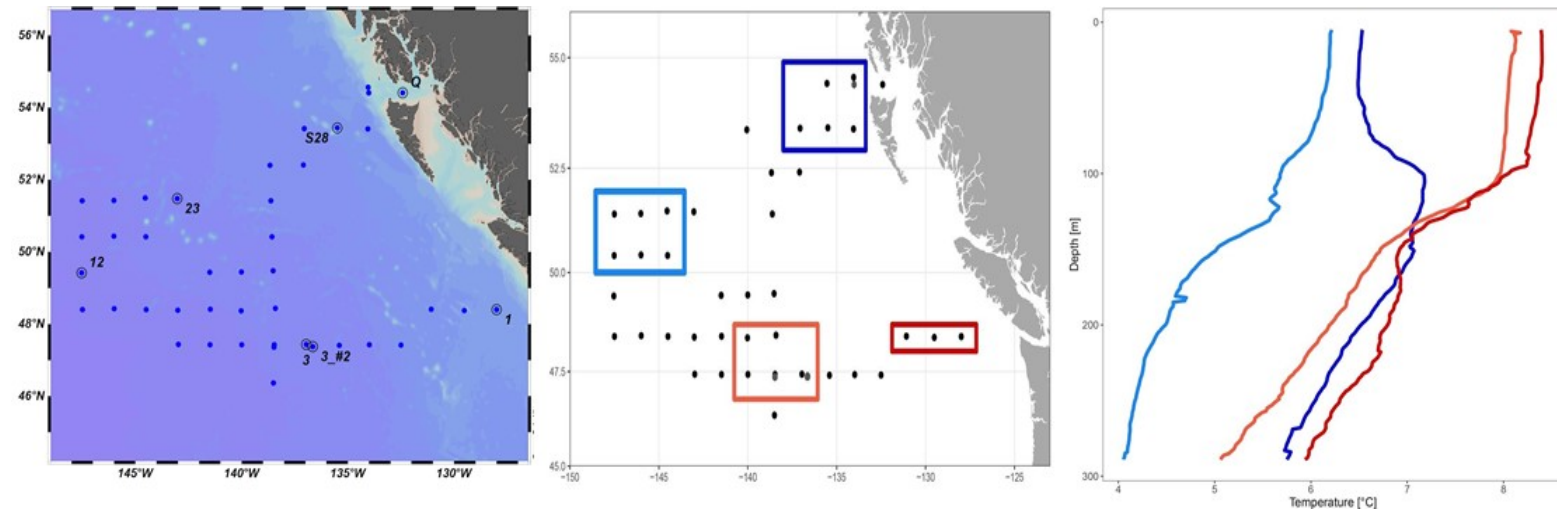 56°N
54°N
52°N
50°N
48°N
46°N
145°W
140°W
135°W
130°W
Q
S28
23
12
1
3
3_#2
55.0
52.5
50.0
47.5
45.0
−150
−145
−140
−135
−130
−125
0
100
200
300
Depth [m]
4
5
6
7
8
Temperature [°C]